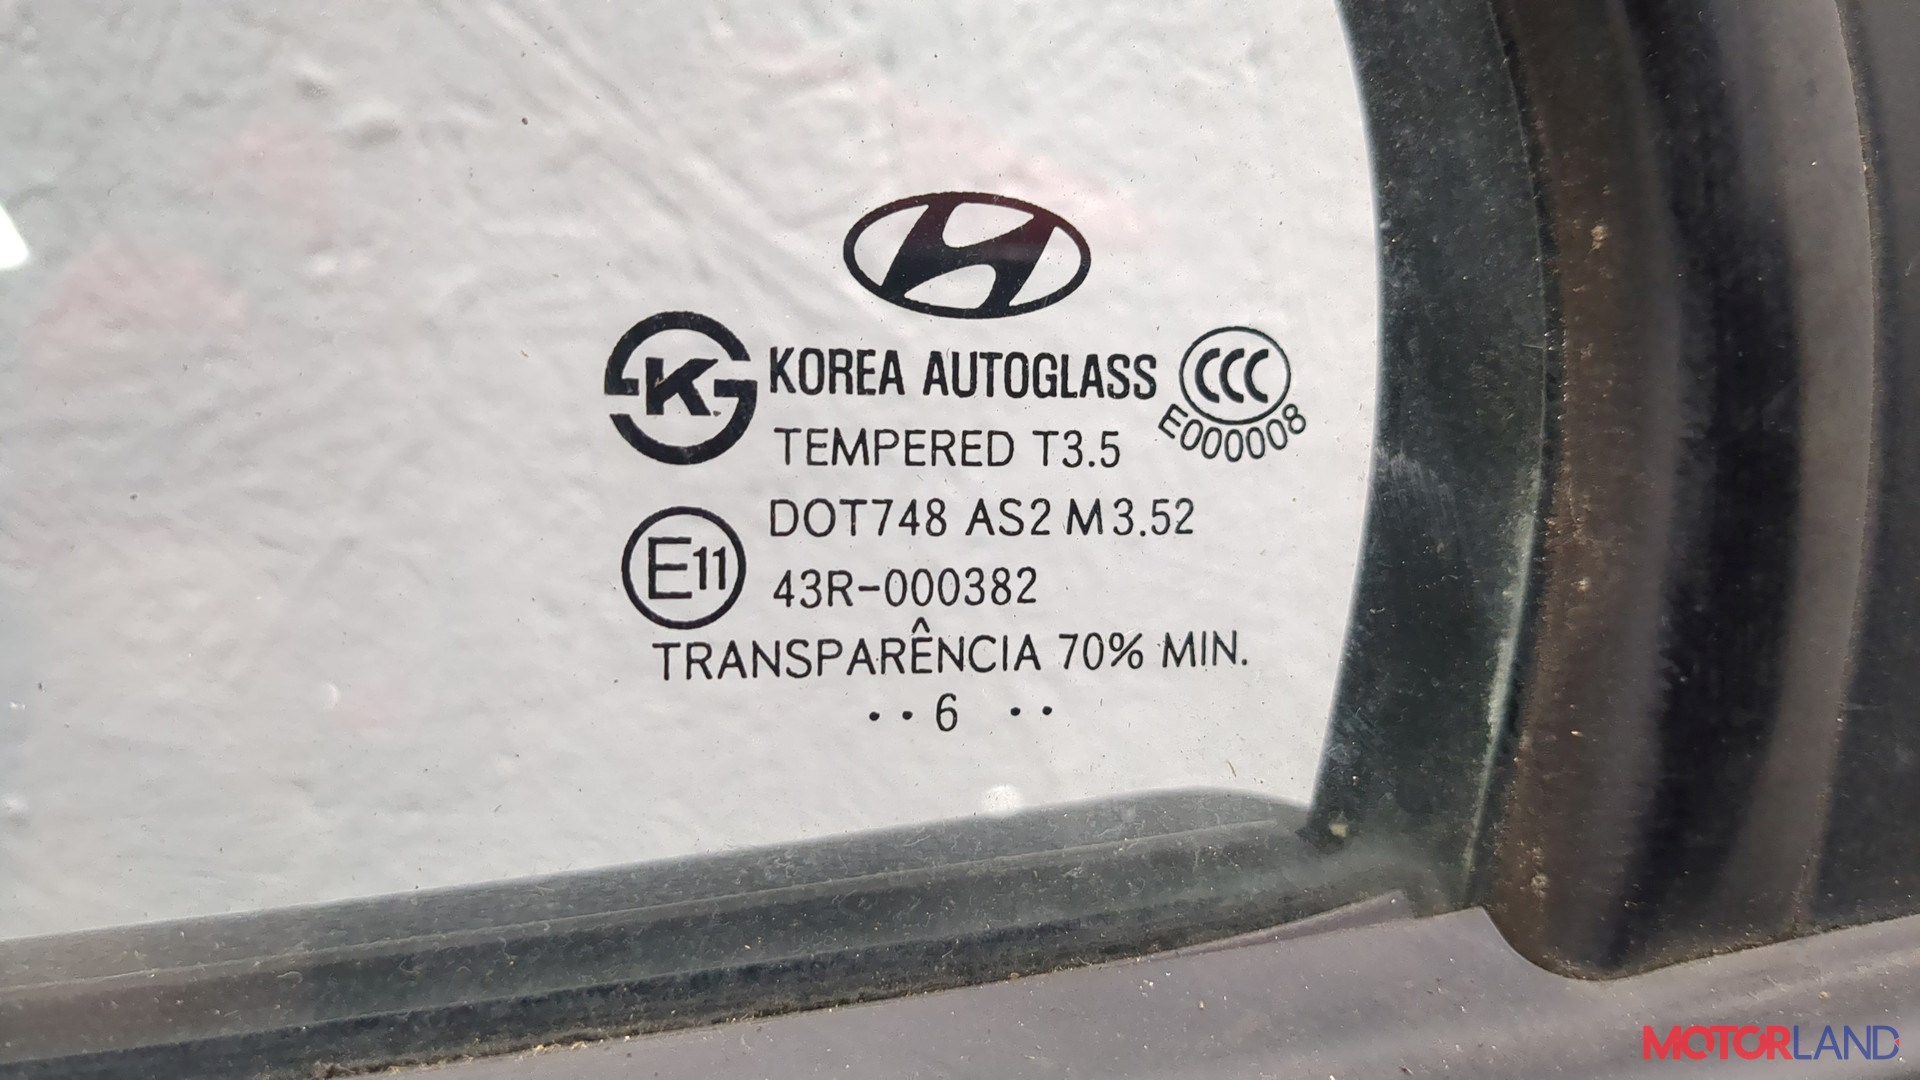 KOREA AUTOGLASS
CCC
E000008
K
TEMPERED T3.5
DOT748 AS2 M3.52
E11
43R-000382
TRANSPARÊNCIA 70% MIN.
··6 ··
MOTORLAND